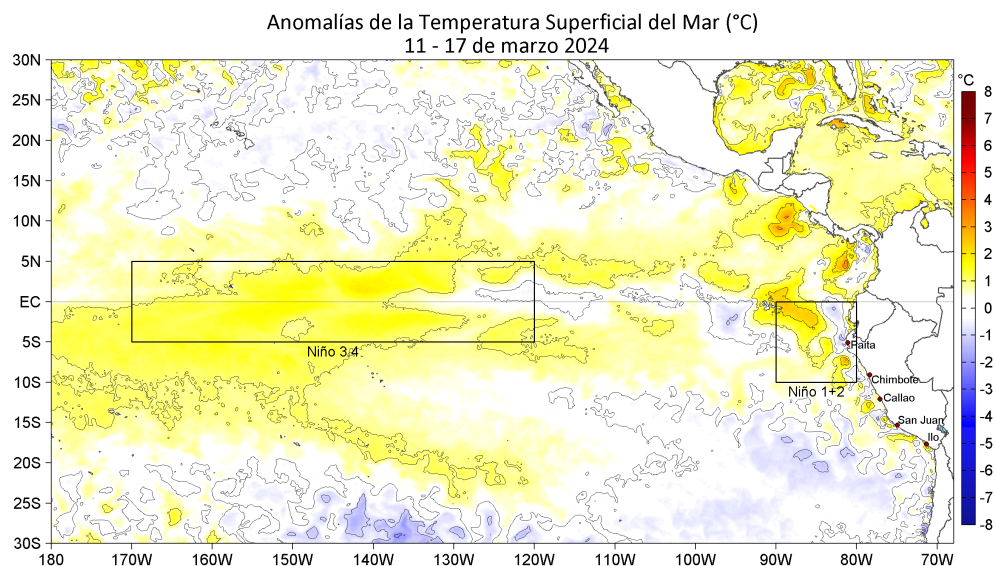 Anomalías de la Temperatura Superficial del Mar (°C)
11 - 17 de marzo 2024
30N
25N
20N
15N
10N
5N
EC
5S
10S
15S
20S
25S
30S
180
170W
160W
150W
140W
130W
120W
110W
100W
90W
80W
70W
Niño 3.4
Niño 1+2
Paita
Chimbote
Callao
San Juan
Ilo
°C
8
7
6
5
4
3
2
1
0
-1
-2
-3
-4
-5
-6
-7
-8